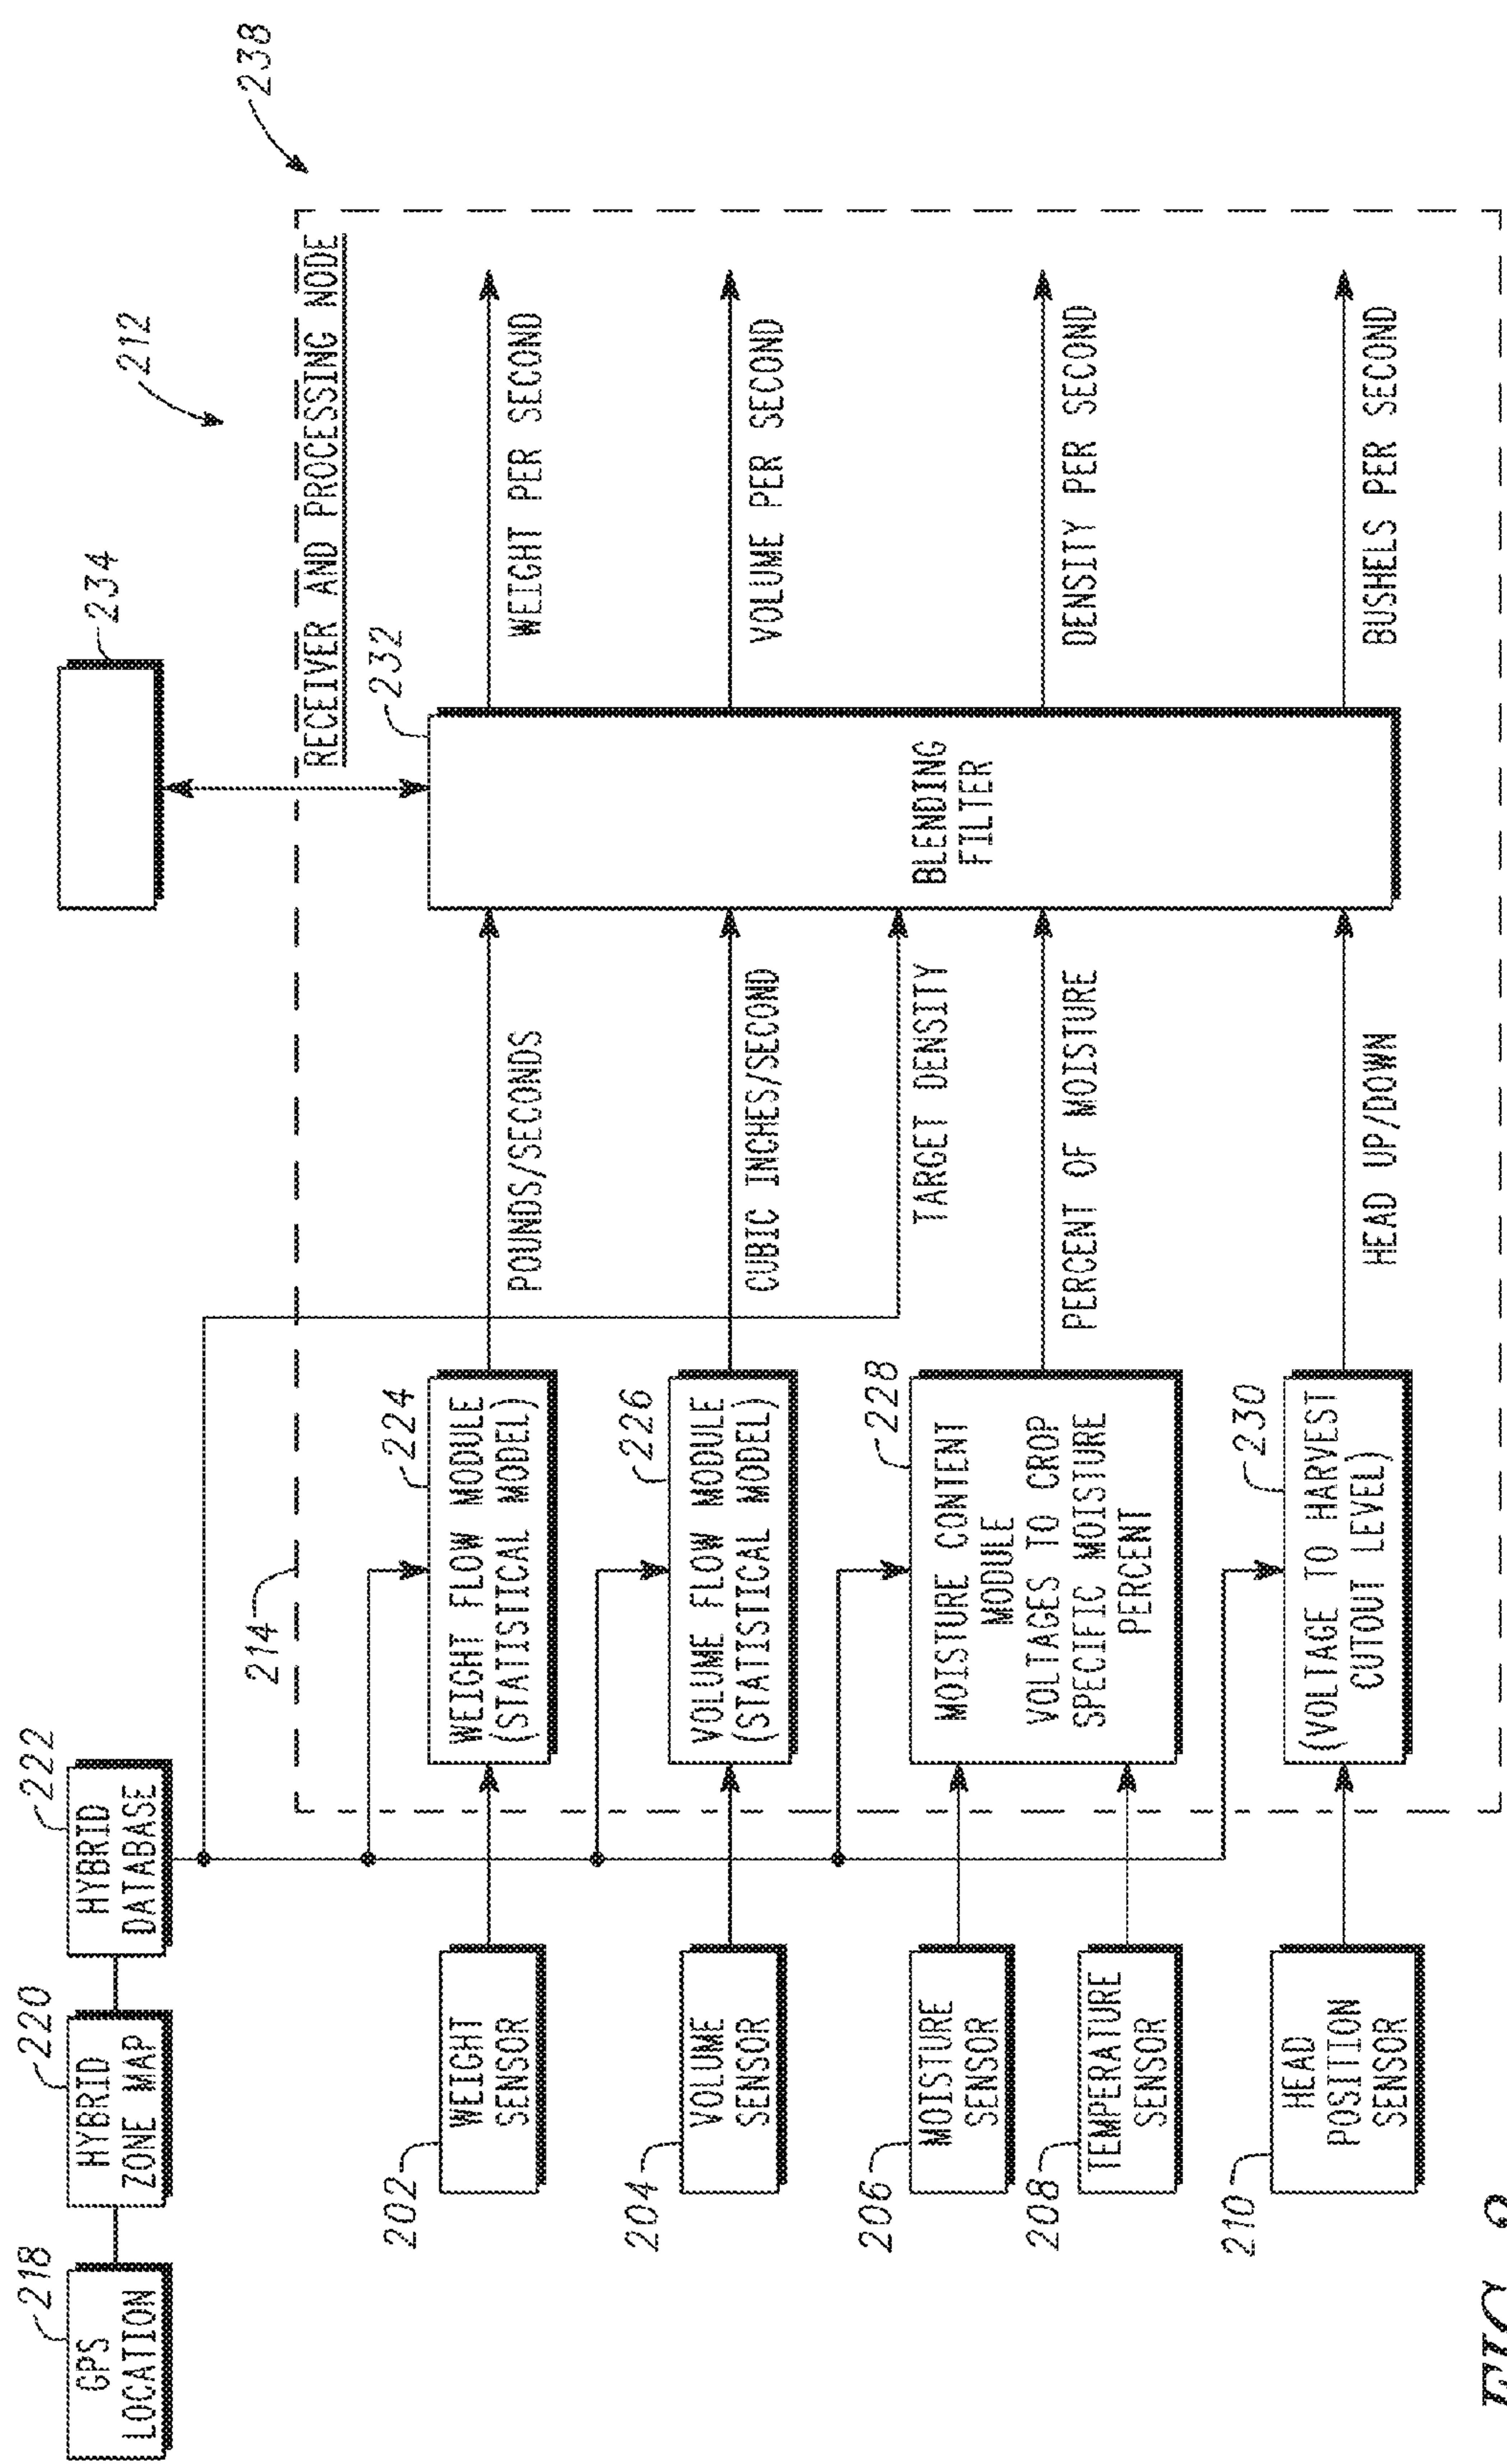 218
GPS
LOCATION
220
HYBRID
ZONE MAP
222
HYBRID
DATABASE
234
212
238
214
RECEIVER AND PROCESSING NODE
202
WEIGHT
SENSOR
224
WEIGHT FLOW MODULE
(STATISTICAL MODEL)
POUNDS/SECONDS
232
BLENDING
FILTER
WEIGHT PER SECOND
204
VOLUME
SENSOR
226
VOLUME FLOW MODULE
(STATISTICAL MODEL)
CUBIC INCHES/SECOND
VOLUME PER SECOND
TARGET DENSITY
206
MOISTURE
SENSOR
208
TEMPERATURE
SENSOR
228
MOISTURE CONTENT
MODULE
VOLTAGES TO CROP
SPECIFIC MOISTURE
PERCENT
PERCENT OF MOISTURE
DENSITY PER SECOND
210
HEAD
POSITION
SENSOR
230
(VOLTAGE TO HARVEST
CUTOUT LEVEL)
HEAD UP/DOWN
BUSHELS PER SECOND